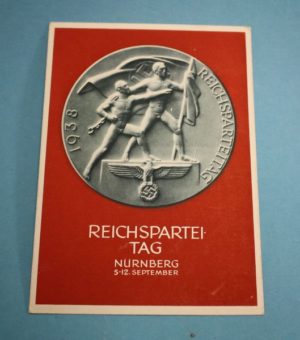 1938
REICHSPARTEITAG
REICHSPARTEI-
TAG
NÜRNBERG
5-12. SEPTEMBER